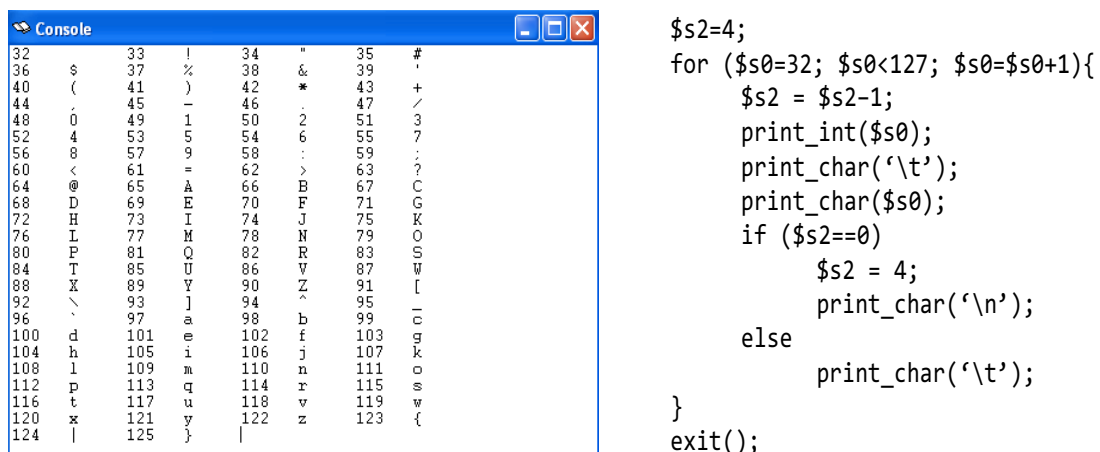 Console
32 33 ! 34 " 35 #
36 $ 37 % 38 & 39 '
40 ( 41 ) 42 * 43 +
44 , 45 - 46 . 47 /
48 0 49 1 50 2 51 3
52 4 53 5 54 6 55 7
56 8 57 9 58 : 59 ;
60 < 61 = 62 > 63 ?
64 @ 65 A 66 B 67 C
68 D 69 E 70 F 71 G
72 H 73 I 74 J 75 K
76 L 77 M 78 N 79 O
80 P 81 Q 82 R 83 S
84 T 85 U 86 V 87 W
88 X 89 Y 90 Z 91 [
92 \ 93 ] 94 ^ 95 _
96 ` 97 a 98 b 99 c
100 d 101 e 102 f 103 g
104 h 105 i 106 j 107 k
108 l 109 m 110 n 111 o
112 p 113 q 114 r 115 s
116 t 117 u 118 v 119 w
120 x 121 y 122 z 123 {
124 | 125 }
$s2=4;
for ($s0=32; $s0<127; $s0=$s0+1){
$s2 = $s2–1;
print_int($s0);
print_char(‘\t’);
print_char($s0);
if ($s2==0)
$s2 = 4;
print_char(‘\n’);
else
print_char(‘\t’);
}
exit();